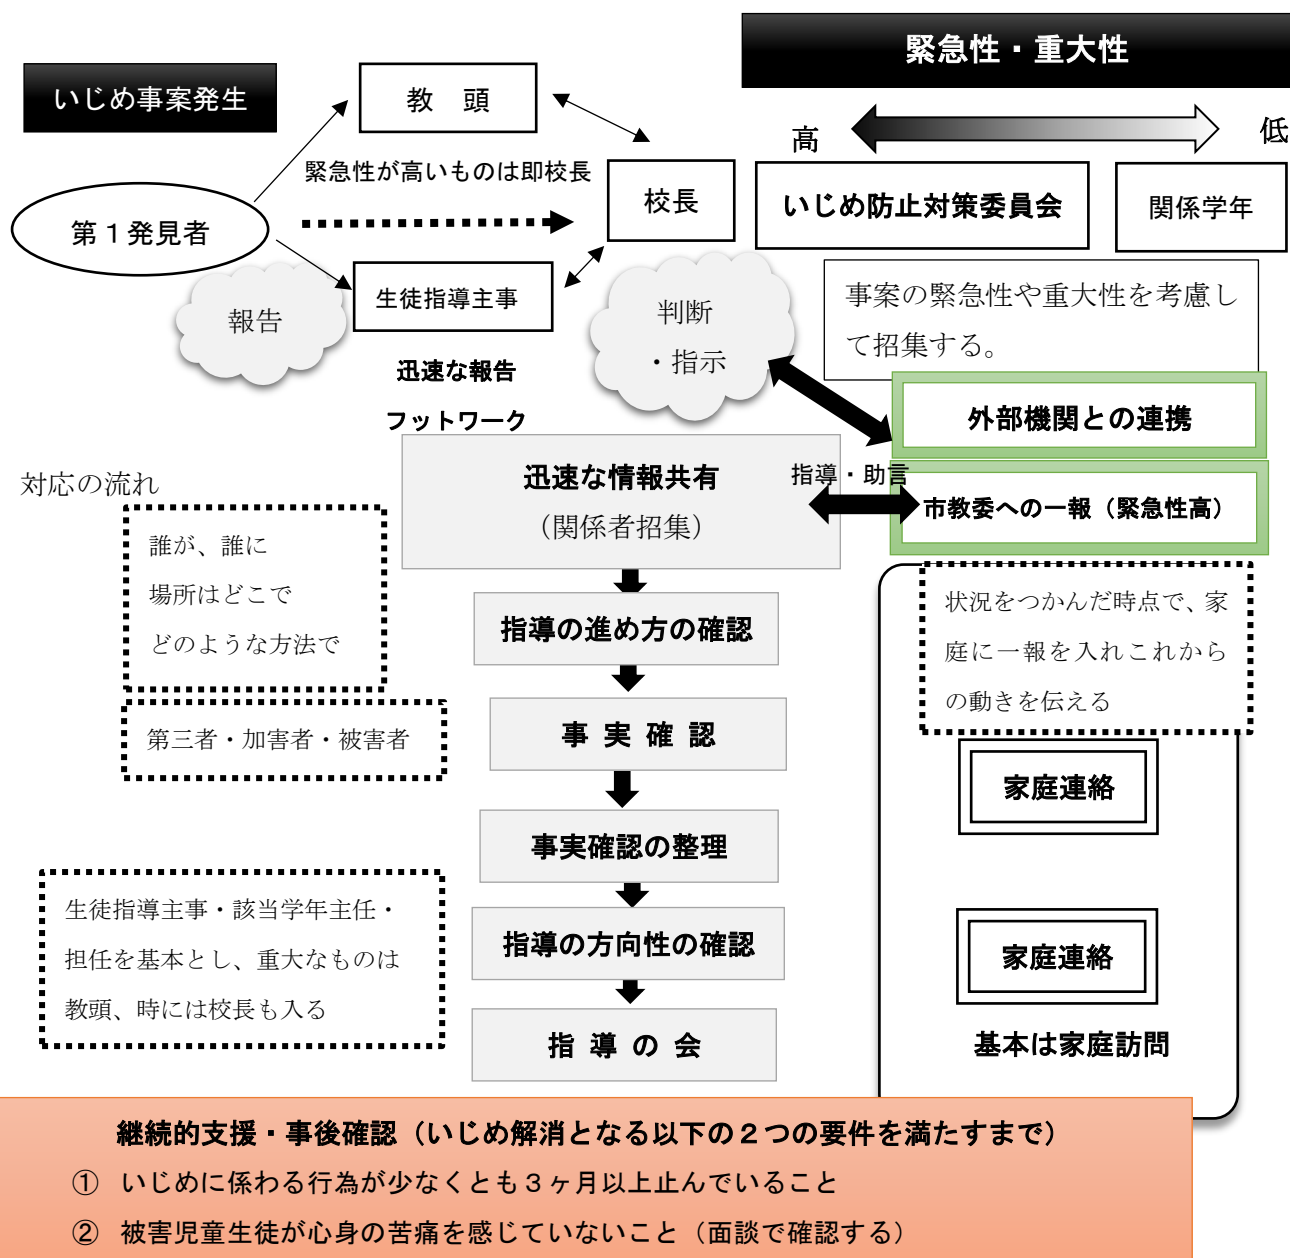 緊急性・重大性
いじめ事案発生
教　頭
高
低
緊急性が高いものは即校長
校長
いじめ防止対策委員会
関係学年
第１発見者
報告
生徒指導主事
判断
・指示
事案の緊急性や重大性を考慮し
て招集する。
迅速な報告
フットワーク
外部機関との連携
対応の流れ
迅速な情報共有
（関係者招集）
指導・助言
市教委への一報（緊急性高）
誰が、誰に
場所はどこで
どのような方法で
指導の進め方の確認
状況をつかんだ時点で、家
庭に一報を入れこれから
の動きを伝える
第三者・加害者・被害者
事 実 確 認
家庭連絡
事実確認の整理
生徒指導主事・該当学年主任・
担任を基本とし、重大なものは
教頭、時には校長も入る
指導の方向性の確認
家庭連絡
指 導 の 会
基本は家庭訪問
継続的支援・事後確認（いじめ解消となる以下の２つの要件を満たすまで）
① いじめに係わる行為が少なくとも３ヶ月以上止んでいること
② 被害児童生徒が心身の苦痛を感じていないこと（面談で確認する）